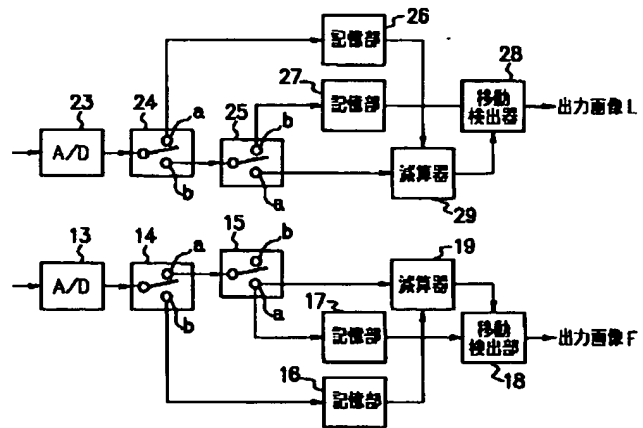 26
記憶部
27
28
23
24
a
25
b
記憶部
移動
検出器
出力画像L
A/D
b
a
減算器
29
13
14
a
15
b
19
A/D
b
a
17
減算器
記憶部
移動
検出部
出力画像F
16
記憶部
18